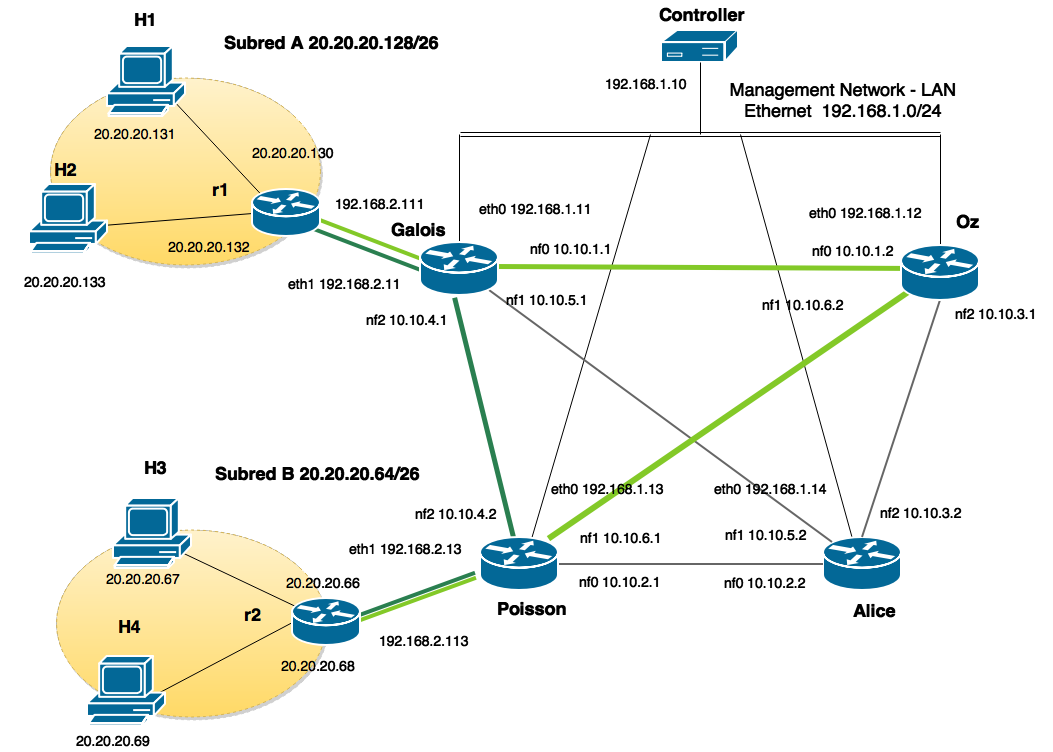 H1
Controller
Subred A 20.20.20.128/26
192.168.1.10
Management Network - LAN
Ethernet 192.168.1.0/24
20.20.20.131
20.20.20.130
H2
r1
192.168.2.111
eth0 192.168.1.11
eth0 192.168.1.12
Galois
Oz
20.20.20.132
nf0 10.10.1.1
nf0 10.10.1.2
20.20.20.133
eth1 192.168.2.11
nf1 10.10.5.1
nf1 10.10.6.2
nf2 10.10.4.1
nf2 10.10.3.1
H3
Subred B 20.20.20.64/26
eth0 192.168.1.13
eth0 192.168.1.14
nf2 10.10.4.2
nf2 10.10.3.2
eth1 192.168.2.13
nf1 10.10.6.1
nf1 10.10.5.2
20.20.20.67
20.20.20.66
nf0 10.10.2.1
nf0 10.10.2.2
r2
Poisson
Alice
H4
192.168.2.113
20.20.20.68
20.20.20.69